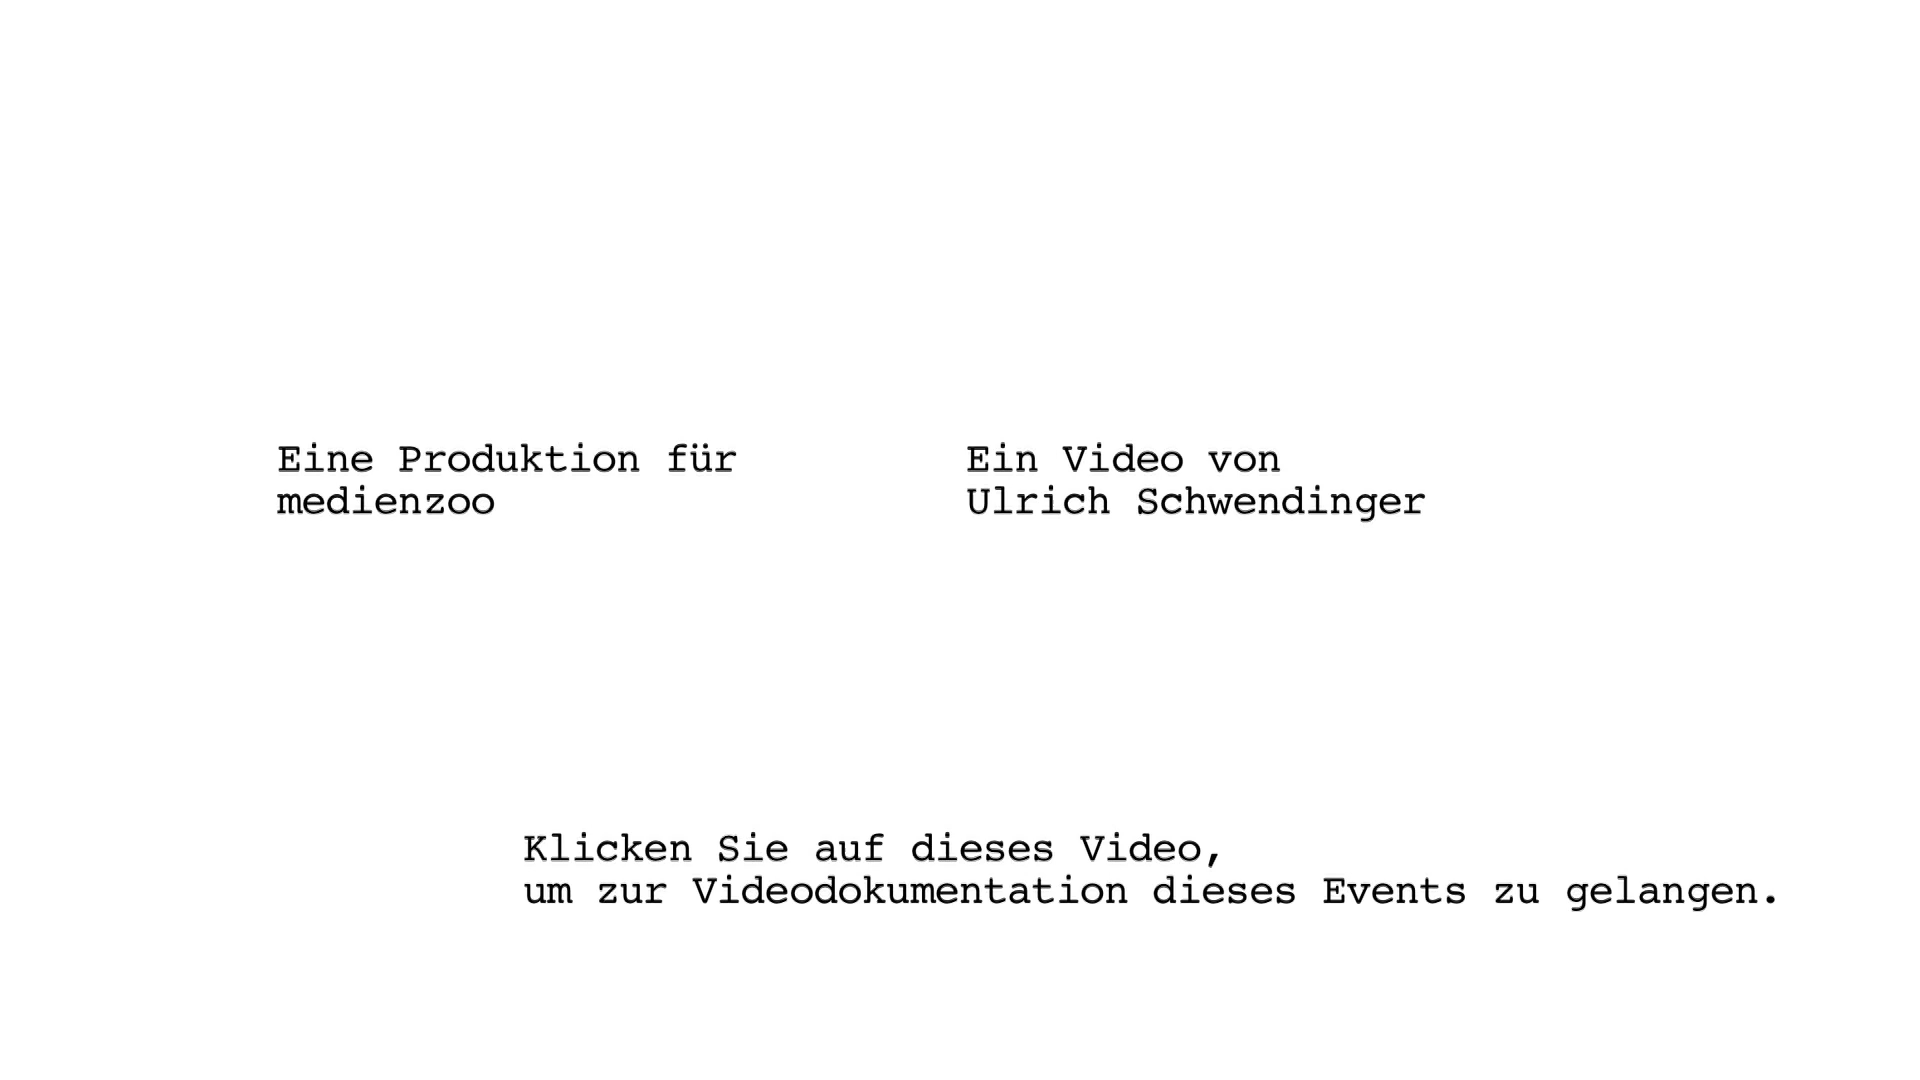 Eine Produktion für
medienzoo
Ein Video von
Ulrich Schwendinger
Klicken Sie auf dieses Video,
um zur Videodokumentation dieses Events zu gelangen.